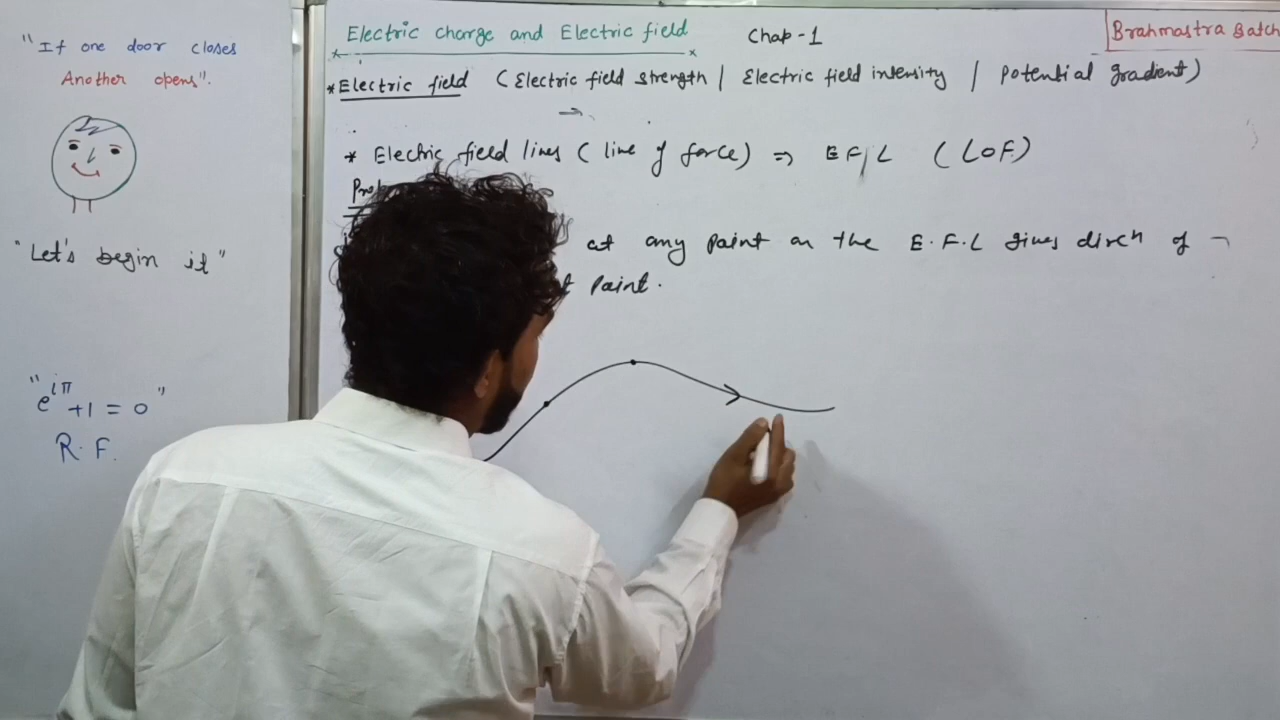 "If one door closes
Another opens".
"Let's begin it"
"e^iπ +1 = 0"
R. F.
Electric charge and Electric field
Chap-1
Brahmastra Batch
* Electric field (Electric field strength | Electric field intensity | Potential gradient)
* Electric field lines (line of force) ⇒ EF,L (LOF)
at any Point on the E.F.L gives dircn of
Point.